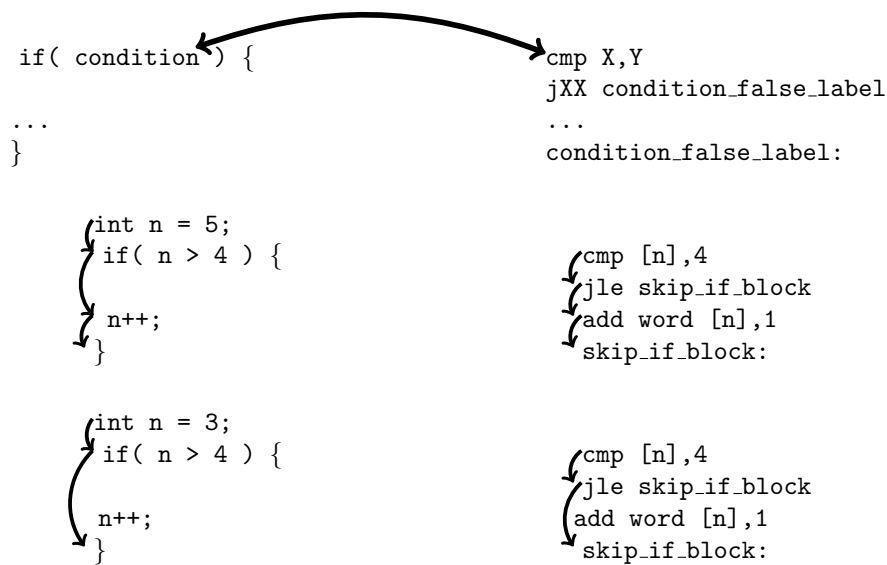 if( condition ) {
cmp X,Y
jXX condition_false_label
...
...
}
condition_false_label:
int n = 5;
if( n > 4 ) {
cmp [n],4
jle skip_if_block
n++;
add word [n],1
}
skip_if_block:
int n = 3;
if( n > 4 ) {
cmp [n],4
jle skip_if_block
n++;
add word [n],1
}
skip_if_block: